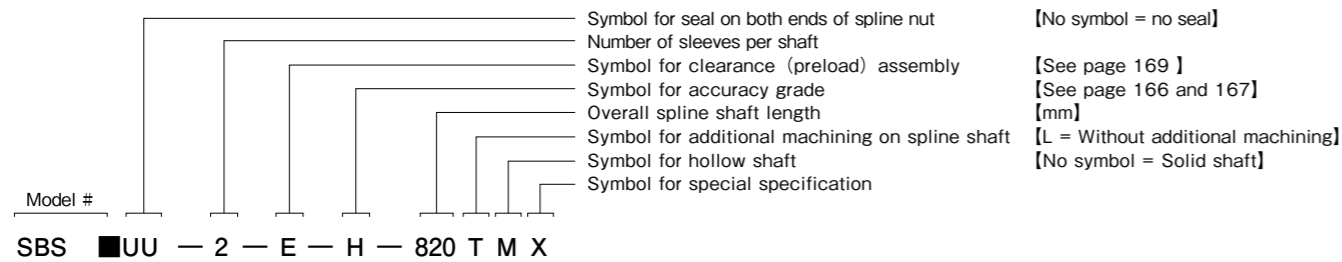 Symbol for seal on both ends of spline nut 【No symbol = no seal】
Number of sleeves per shaft
Symbol for clearance (preload) assembly 【See page 169 】
Symbol for accuracy grade 【See page 166 and 167】
Overall spline shaft length 【mm】
Symbol for additional machining on spline shaft 【L = Without additional machining】
Symbol for hollow shaft 【No symbol = Solid shaft】
Symbol for special specification
Model #
SBS ■UU － 2 － E － H － 820 T M X